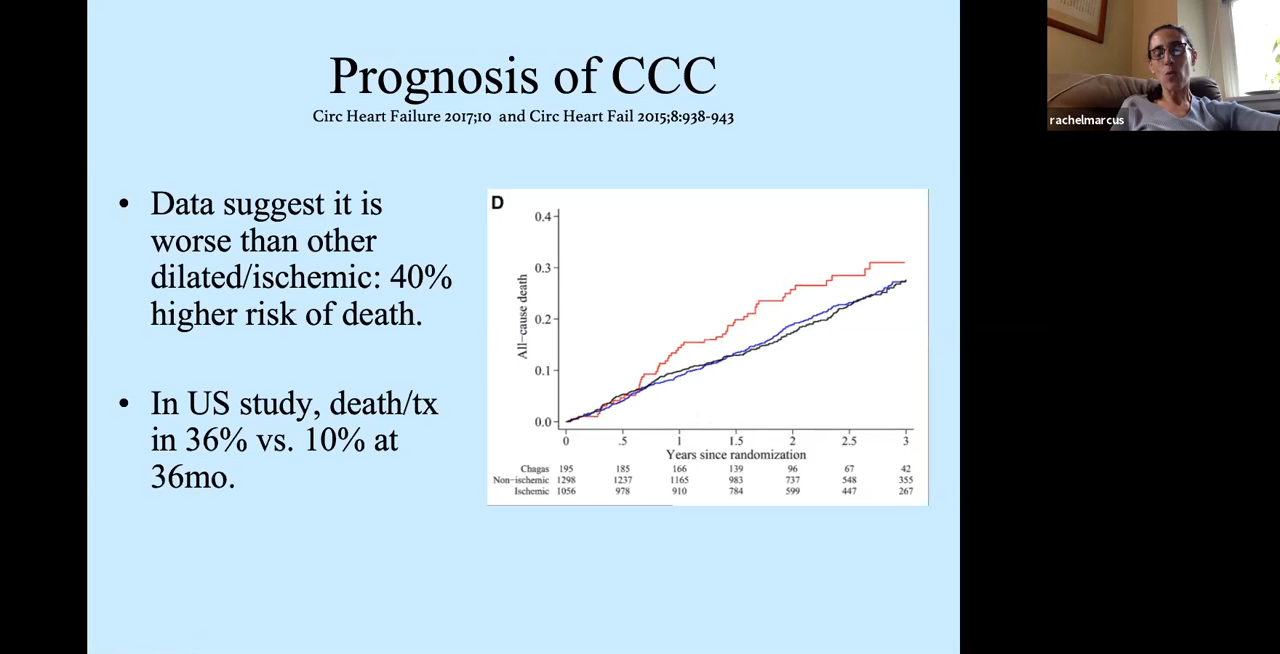 Prognosis of CCC
Circ Heart Failure 2017;10 and Circ Heart Fail 2015;8:938-943
• Data suggest it is
worse than other
dilated/ischemic: 40%
higher risk of death.
• In US study, death/tx
in 36% vs. 10% at
36mo.
D
All-cause death
0.4
0.3
0.2
0.1
0.0
0 .5 1 1.5 2 2.5 3
Years since randomization
Chagas 195 185 166 139 96 67 42
Non-ischemic 1298 1237 1165 983 737 548 355
Ischemic 1056 978 910 784 599 447 267
rachelmarcus